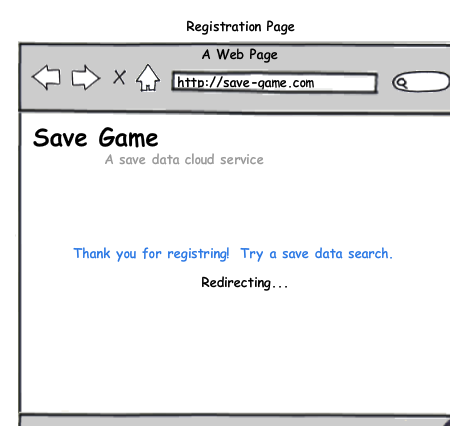 Registration Page
A Web Page
http://save-game.com
Save Game
A save data cloud service
Thank you for registring! Try a save data search.
Redirecting...